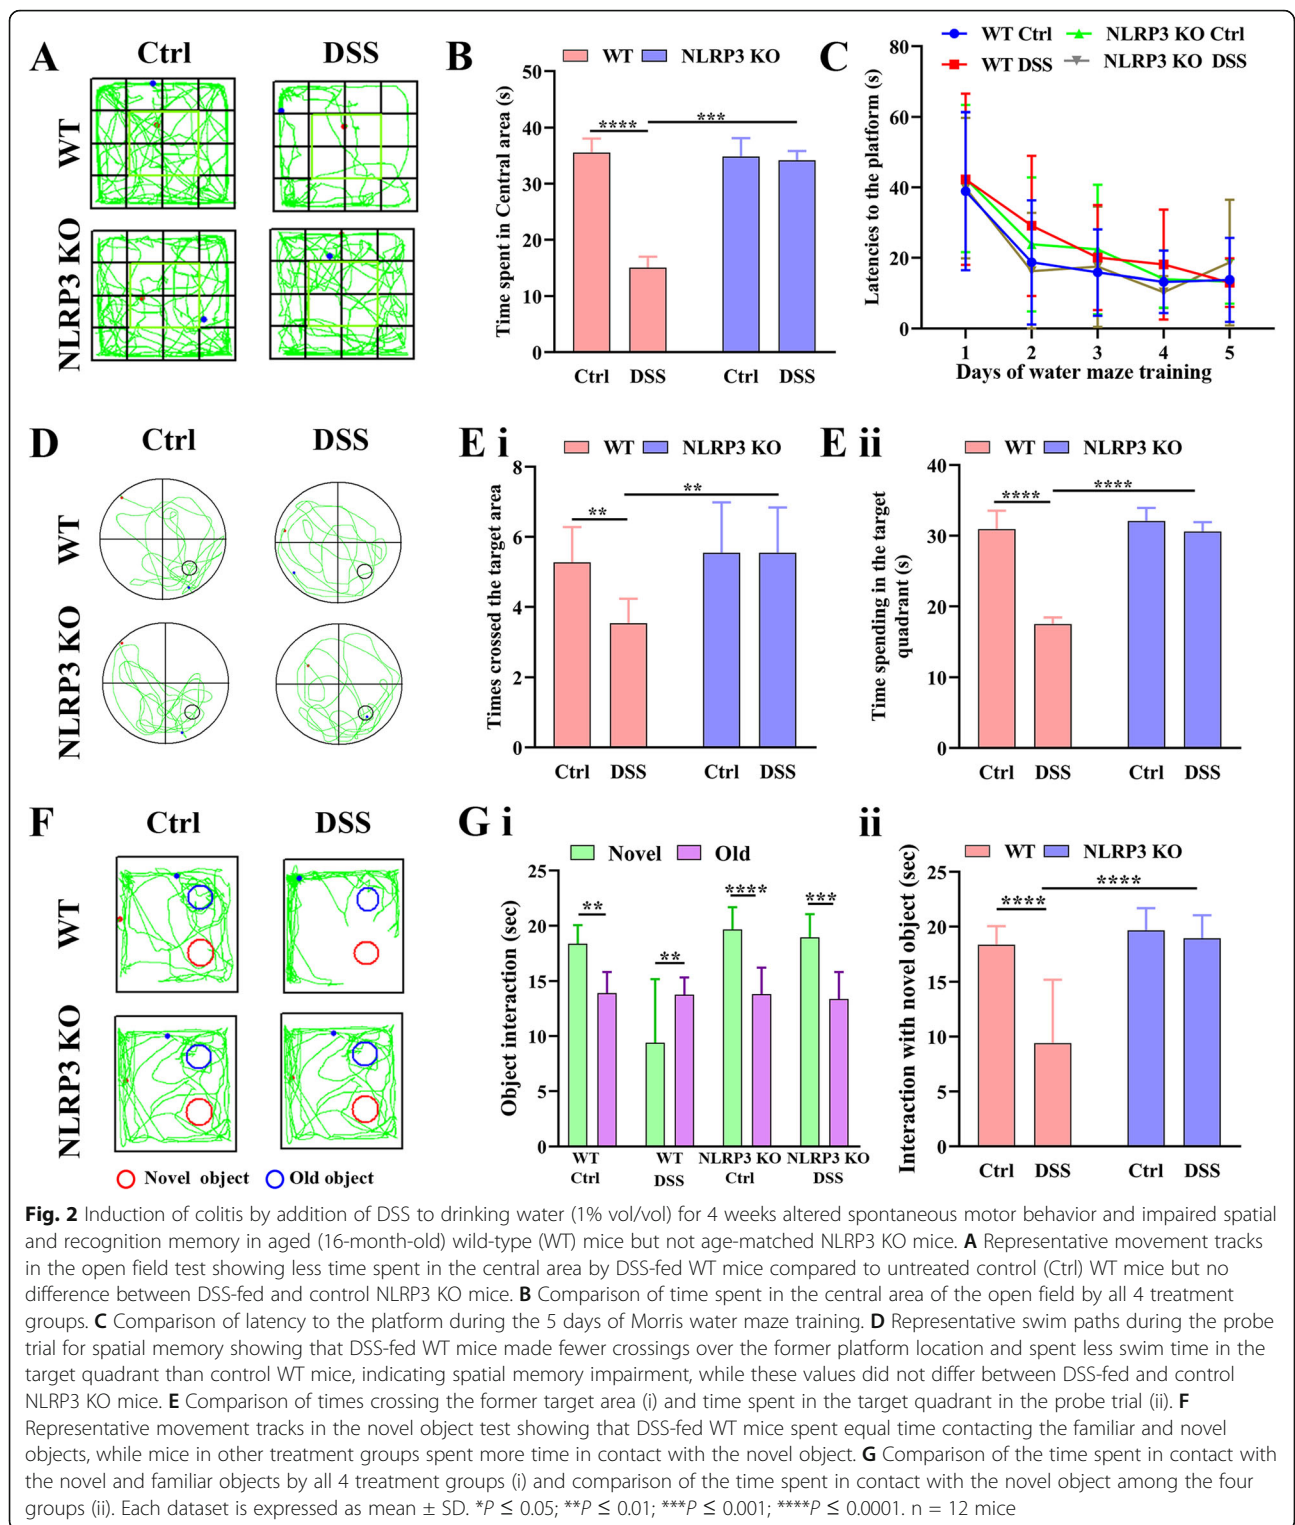 A
Ctrl
DSS
WT
NLRP3 KO
B
WT NLRP3 KO
Time spent in Central area (s)
50
40
30
20
10
0
****
***
Ctrl DSS Ctrl DSS
C
WT Ctrl NLRP3 KO Ctrl
WT DSS NLRP3 KO DSS
Latencies to the platform (s)
80
60
40
20
0
1 2 3 4 5
Days of water maze training
D
Ctrl
DSS
WT
NLRP3 KO
E i
WT NLRP3 KO
Times crossed the target area
8
6
4
2
0
**
**
Ctrl DSS Ctrl DSS
E ii
WT NLRP3 KO
Time spending in the target
quadrant (s)
40
30
20
10
0
****
****
Ctrl DSS Ctrl DSS
F
Ctrl
DSS
WT
NLRP3 KO
Novel object Old object
G i
Novel Old
Object interaction (sec)
25
20
15
10
5
0
**
**
****
***
WT WT NLRP3 KO NLRP3 KO
Ctrl DSS Ctrl DSS
ii
WT NLRP3 KO
Interaction with novel object (sec)
25
20
15
10
5
0
****
****
Ctrl DSS Ctrl DSS
Fig. 2 Induction of colitis by addition of DSS to drinking water (1% vol/vol) for 4 weeks altered spontaneous motor behavior and impaired spatial
and recognition memory in aged (16-month-old) wild-type (WT) mice but not age-matched NLRP3 KO mice. A Representative movement tracks
in the open field test showing less time spent in the central area by DSS-fed WT mice compared to untreated control (Ctrl) WT mice but no
difference between DSS-fed and control NLRP3 KO mice. B Comparison of time spent in the central area of the open field by all 4 treatment
groups. C Comparison of latency to the platform during the 5 days of Morris water maze training. D Representative swim paths during the probe
trial for spatial memory showing that DSS-fed WT mice made fewer crossings over the former platform location and spent less swim time in the
target quadrant than control WT mice, indicating spatial memory impairment, while these values did not differ between DSS-fed and control
NLRP3 KO mice. E Comparison of times crossing the former target area (i) and time spent in the target quadrant in the probe trial (ii). F
Representative movement tracks in the novel object test showing that DSS-fed WT mice spent equal time contacting the familiar and novel
objects, while mice in other treatment groups spent more time in contact with the novel object. G Comparison of the time spent in contact with
the novel and familiar objects by all 4 treatment groups (i) and comparison of the time spent in contact with the novel object among the four
groups (ii). Each dataset is expressed as mean ± SD. *P ≤ 0.05; **P ≤ 0.01; ***P ≤ 0.001; ****P ≤ 0.0001. n = 12 mice